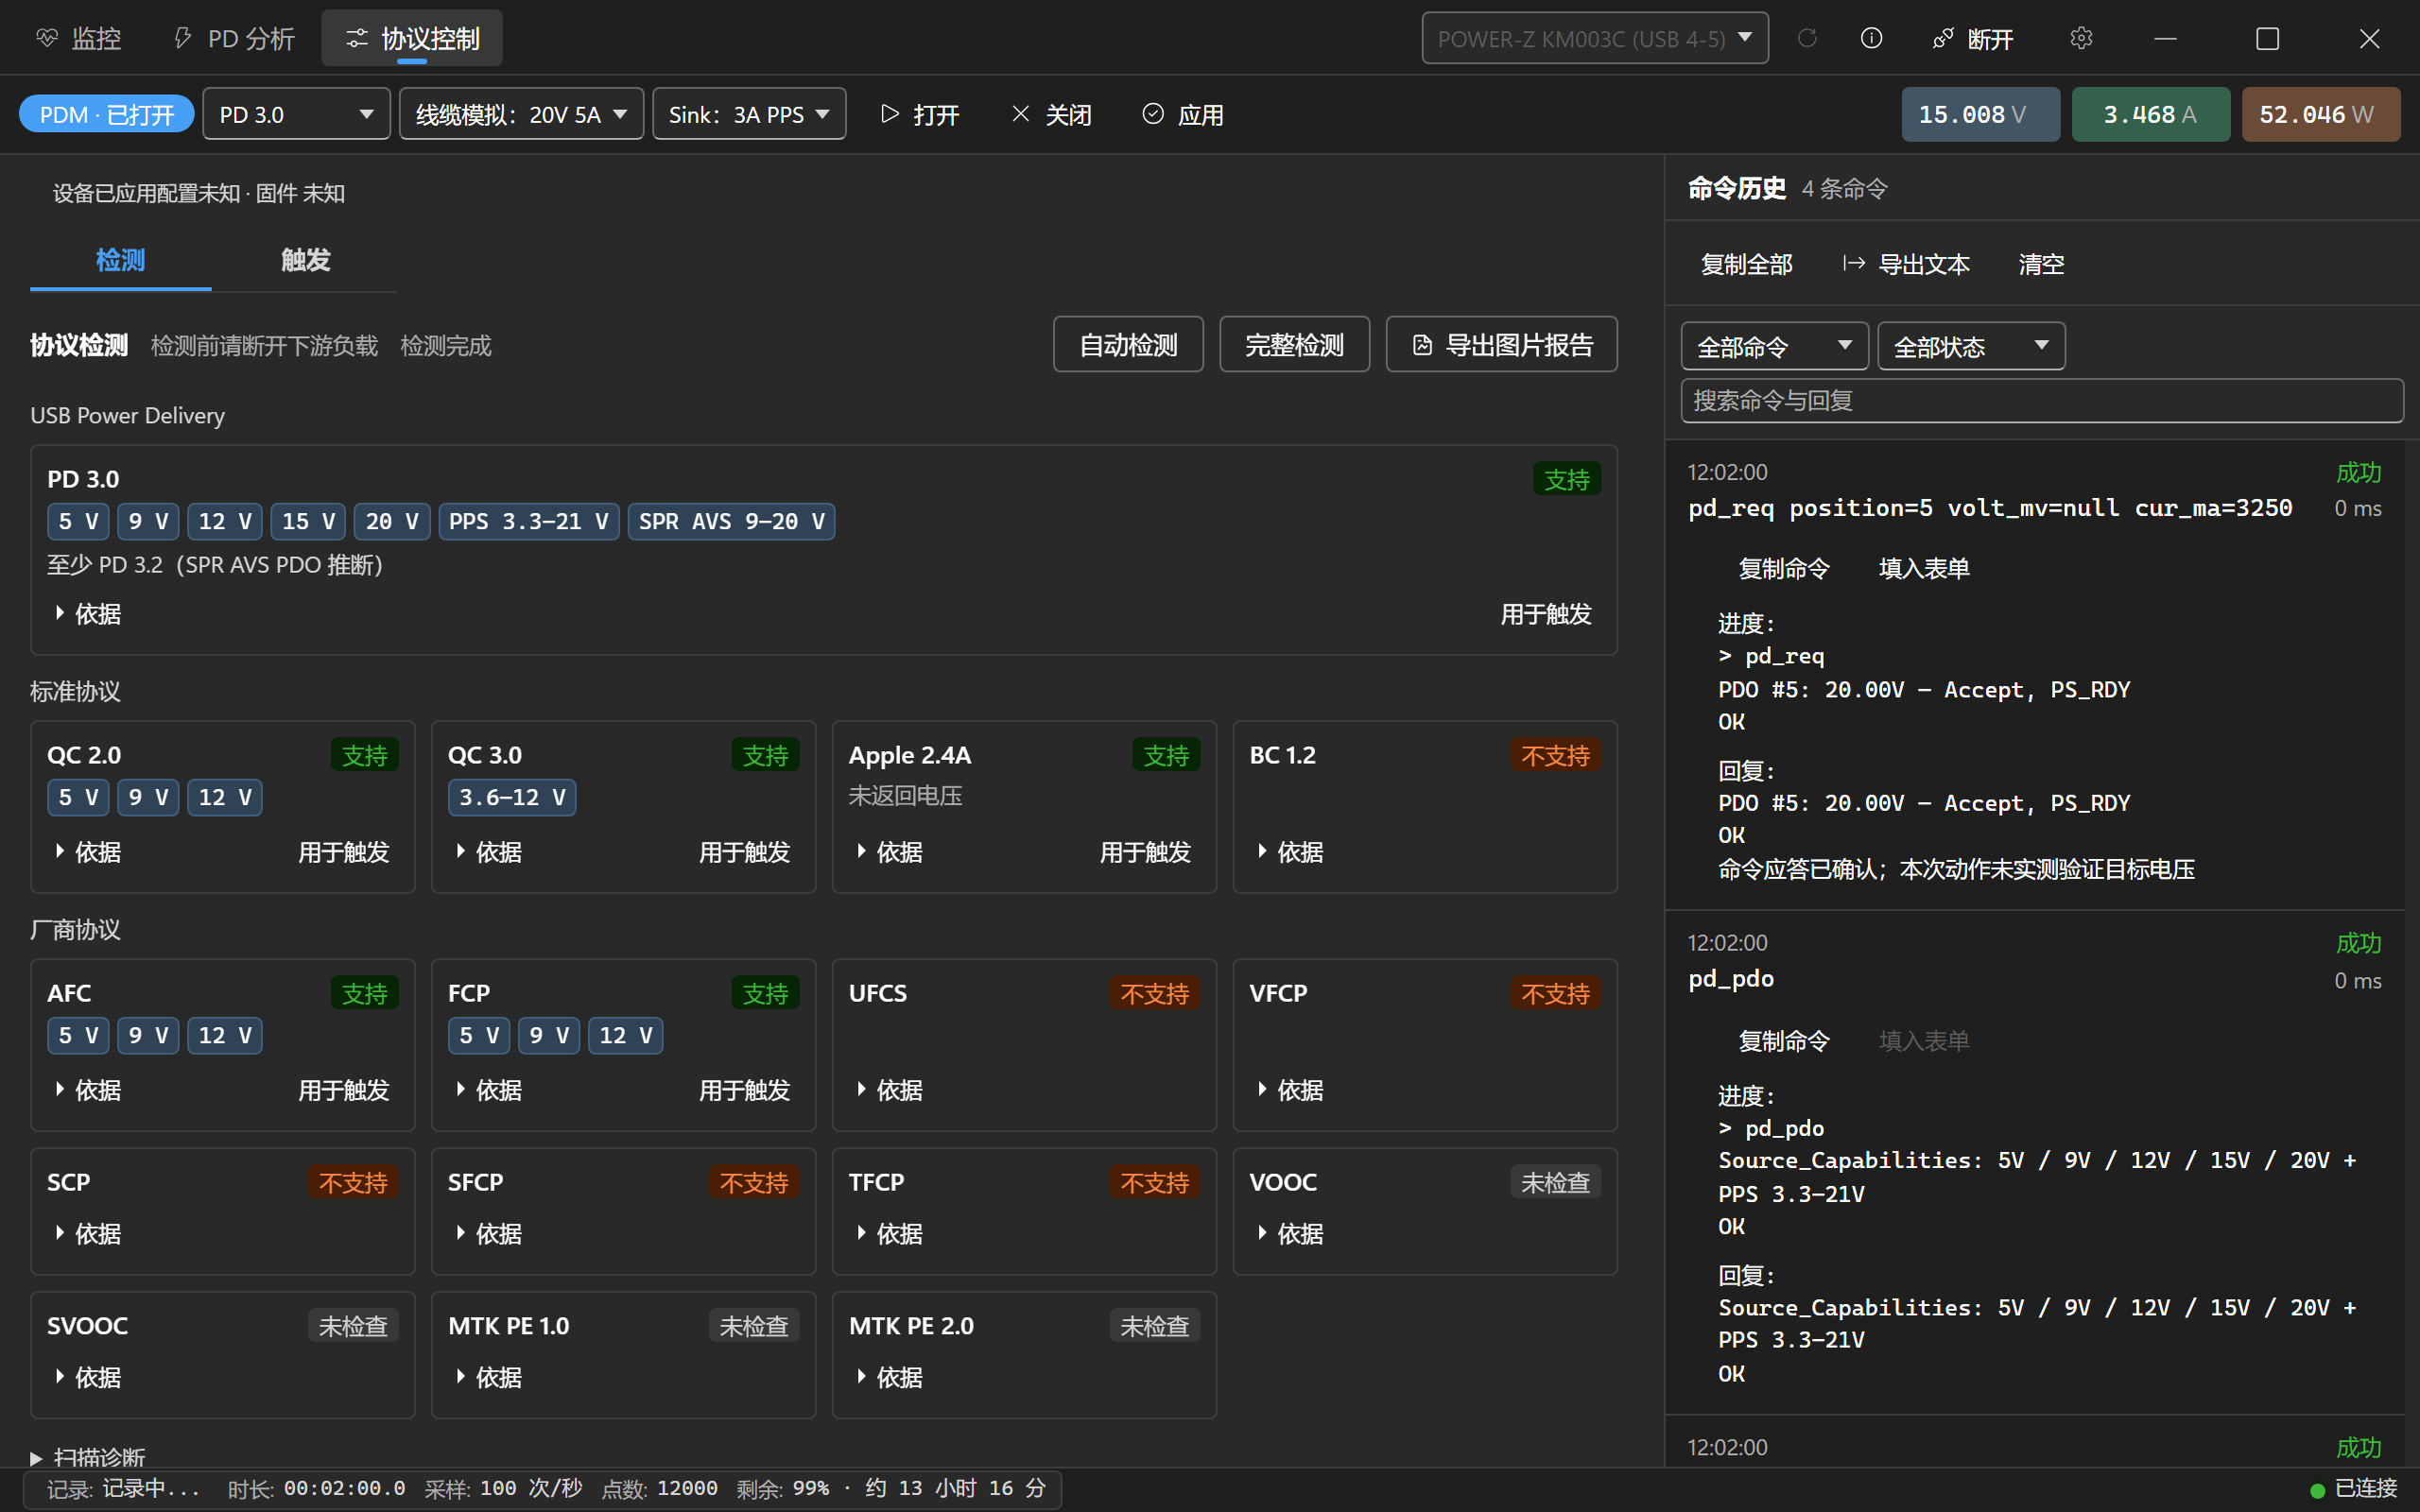 监控 PD 分析 协议控制 POWER-Z KM003C (USB 4-5) 断开
PDM · 已打开 PD 3.0 线缆模拟：20V 5A Sink：3A PPS 打开 关闭 应用 15.008 V 3.468 A 52.046 W
设备已应用配置未知 · 固件 未知
检测 触发
协议检测 检测前请断开下游负载 检测完成 自动检测 完整检测 导出图片报告
USB Power Delivery
PD 3.0 支持
5 V 9 V 12 V 15 V 20 V PPS 3.3–21 V SPR AVS 9–20 V
至少 PD 3.2（SPR AVS PDO 推断）
依据 用于触发
标准协议
QC 2.0 支持
5 V 9 V 12 V
依据 用于触发
QC 3.0 支持
3.6–12 V
依据 用于触发
Apple 2.4A 支持
未返回电压
依据 用于触发
BC 1.2 不支持
依据
厂商协议
AFC 支持
5 V 9 V 12 V
依据 用于触发
FCP 支持
5 V 9 V 12 V
依据 用于触发
UFCS 不支持
依据
VFCP 不支持
依据
SCP 不支持
依据
SFCP 不支持
依据
TFCP 不支持
依据
VOOC 未检查
依据
SVOOC 未检查
依据
MTK PE 1.0 未检查
依据
MTK PE 2.0 未检查
依据
扫描诊断
命令历史 4 条命令
复制全部 导出文本 清空
全部命令 全部状态
搜索命令与回复
12:02:00 成功
pd_req position=5 volt_mv=null cur_ma=3250 0 ms
复制命令 填入表单
进度:
> pd_req
PDO #5: 20.00V — Accept, PS_RDY
OK
回复:
PDO #5: 20.00V — Accept, PS_RDY
OK
命令应答已确认；本次动作未实测验证目标电压
12:02:00 成功
pd_pdo 0 ms
复制命令 填入表单
进度:
> pd_pdo
Source_Capabilities: 5V / 9V / 12V / 15V / 20V +
PPS 3.3–21V
OK
回复:
Source_Capabilities: 5V / 9V / 12V / 15V / 20V +
PPS 3.3–21V
OK
12:02:00 成功
记录: 记录中... 时长: 00:02:00.0 采样: 100 次/秒 点数: 12000 剩余: 99% · 约 13 小时 16 分 已连接